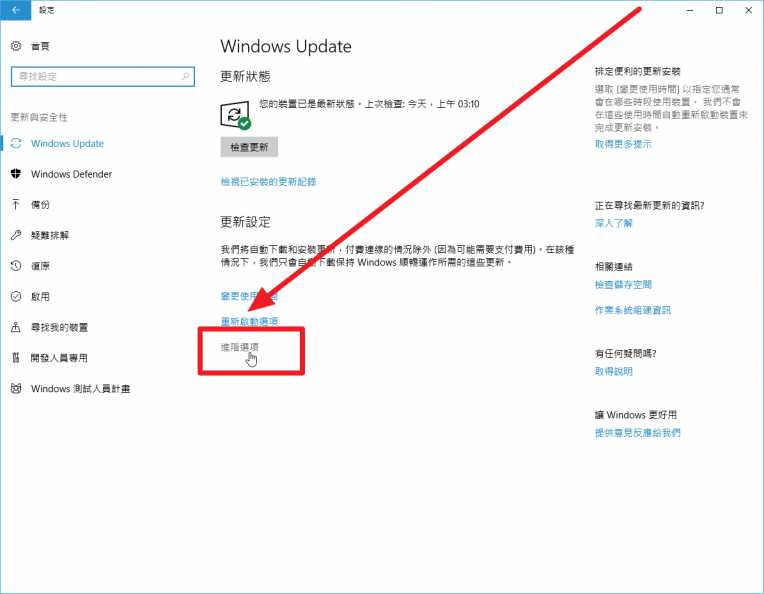 設定
首頁
尋找設定
更新與安全性
Windows Update
Windows Defender
備份
疑難排解
復原
啟用
尋找我的裝置
開發人員專用
Windows 測試人員計畫
Windows Update
更新狀態
您的裝置已是最新狀態。上次檢查: 今天，上午 03:10
檢查更新
檢視已安裝的更新記錄
更新設定
我們將自動下載和安裝更新，付費連線的情況除外 (因為可能需要支付費用)。在該種
情況下，我們只會自動下載保持 Windows 順暢運作所需的這些更新。
變更使用時間
重新啟動選項
進階選項
排定便利的更新安裝
選取 [變更使用時間] 以指定您通常
會在哪些時段使用裝置。我們不會
在這些使用時間自動重新啟動裝置來
完成更新安裝。
取得更多提示
正在尋找最新更新的資訊?
深入了解
相關連結
檢查儲存空間
作業系統組建資訊
有任何疑問嗎?
取得說明
讓 Windows 更好用
提供意見反應給我們